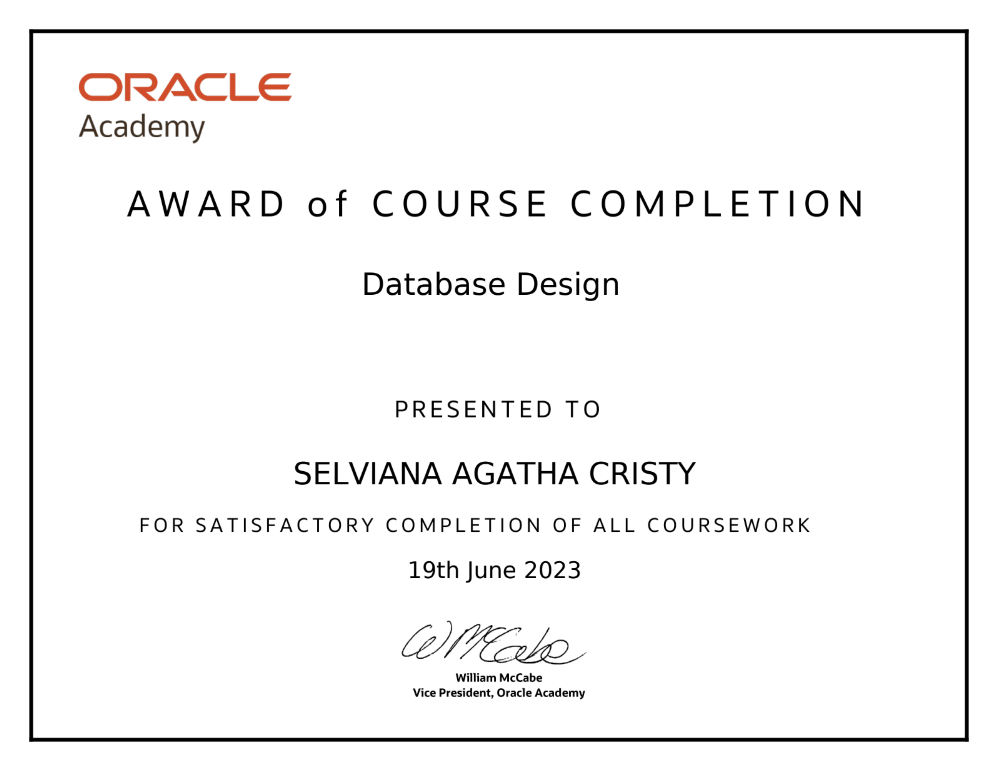 ORACLE
Academy
AWARD of COURSE COMPLETION
Database Design
PRESENTED TO
SELVIANA AGATHA CRISTY
FOR SATISFACTORY COMPLETION OF ALL COURSEWORK
19th June 2023
WMcCabe
William McCabe
Vice President, Oracle Academy